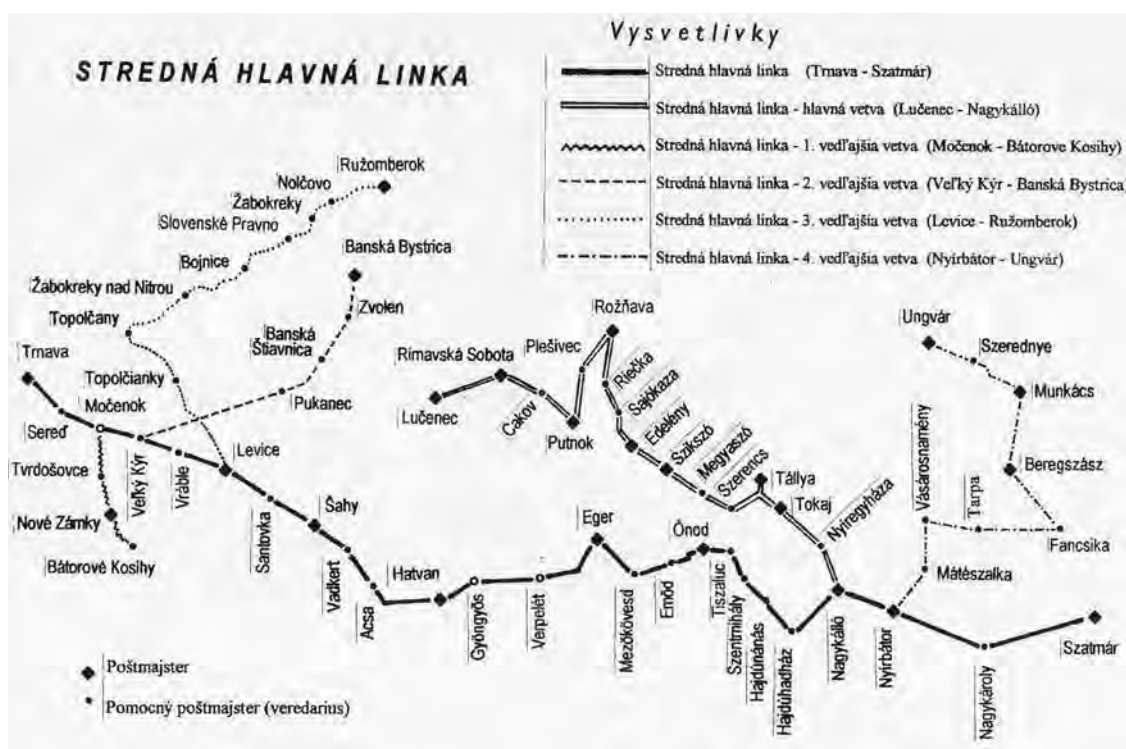 STREDNÁ HLAVNÁ LINKA
Vysvetlivky
Stredná hlavná linka (Trnava - Szatmár)
Stredná hlavná linka - hlavná vetva (Lučenec - Nagykálló)
Stredná hlavná linka - 1. vedľajšia vetva (Močenok - Bátorove Kosihy)
Stredná hlavná linka - 2. vedľajšia vetva (Veľký Kýr - Banská Bystrica)
Stredná hlavná linka - 3. vedľajšia vetva (Levice - Ružomberok)
Stredná hlavná linka - 4. vedľajšia vetva (Nyírbátor - Ungvár)
Ružomberok
Nolčovo
Žabokreky
Slovenské Pravno
Bojnice
Žabokreky nad Nitrou
Topolčany
Topolčianky
Banská Bystrica
Zvolen
Banská
Štiavnica
Pukanec
Trnava
Sereď
Močenok
Tvrdošovce
Nové Zámky
Bátorové Kosihy
Veľký Kýr
Vráble
Levice
Santovka
Šahy
Vadkert
Acsa
Hatvan
Gyöngyös
Verpelét
Eger
Mezőkövesd
Emőd
Ónod
Tiszaluc
Szentmihály
Hajdúnánás
Hajdúhadház
Nagykálló
Nyírbátor
Nagykároly
Szatmár
Lučenec
Rimavská Sobota
Cakov
Putnok
Plešivec
Rožňava
Riečka
Sajókaza
Edelény
Szikszó
Megyaszó
Szerencs
Tállya
Tokaj
Nyíregyháza
Mátészalka
Vásárosnamény
Tarpa
Fancsika
Beregszász
Munkács
Szerednye
Ungvár
Poštmajster
Pomocný poštmajster (veredarius)